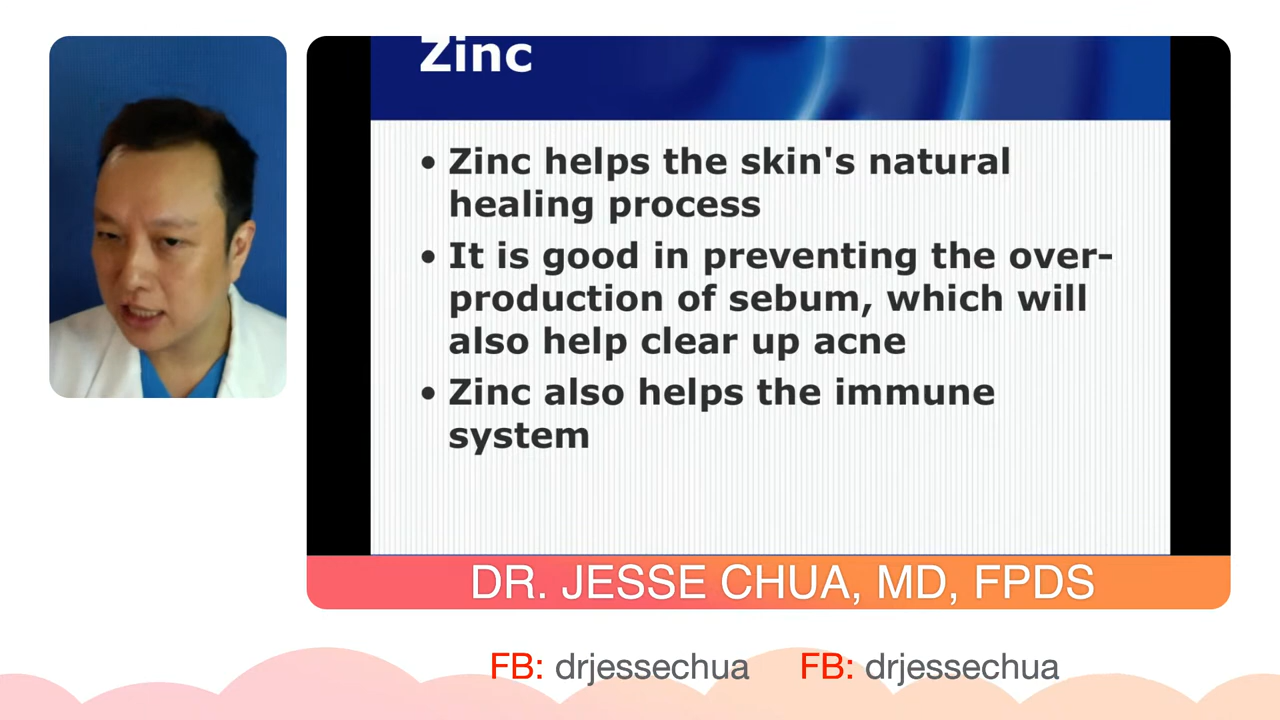 Zinc
• Zinc helps the skin's natural
healing process
• It is good in preventing the over-
production of sebum, which will
also help clear up acne
• Zinc also helps the immune
system
DR. JESSE CHUA, MD, FPDS
FB: drjessechua FB: drjessechua